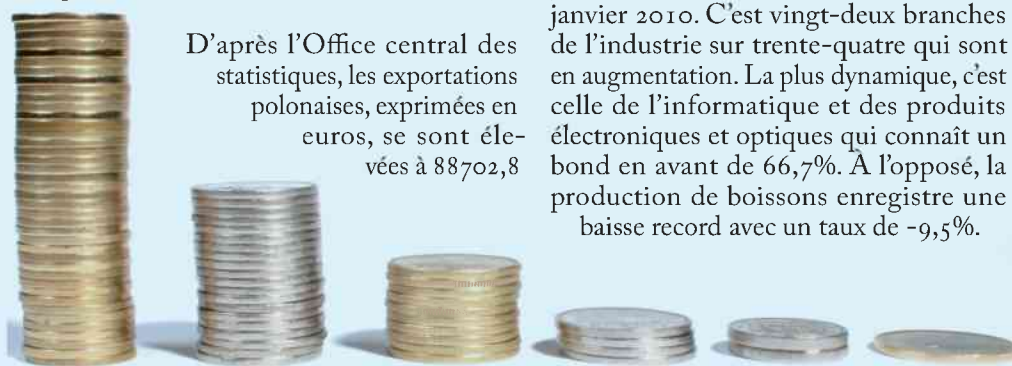 D'après l'Office central des
statistiques, les exportations
polonaises, exprimées en
euros, se sont éle-
vées à 88702,8
janvier 2010. C'est vingt-deux branches
de l'industrie sur trente-quatre qui sont
en augmentation. La plus dynamique, c'est
celle de l'informatique et des produits
électroniques et optiques qui connaît un
bond en avant de 66,7%. À l'opposé, la
production de boissons enregistre une
baisse record avec un taux de -9,5%.